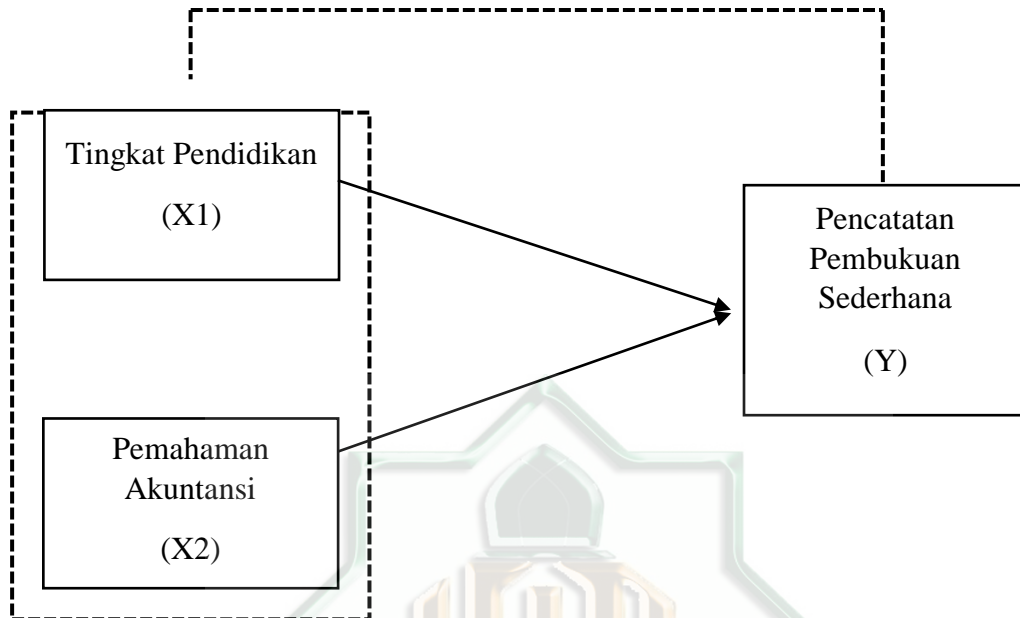 Tingkat Pendidikan
(X1)
Pencatatan
Pembukuan
Sederhana
(Y)
Pemahaman
Akuntansi
(X2)